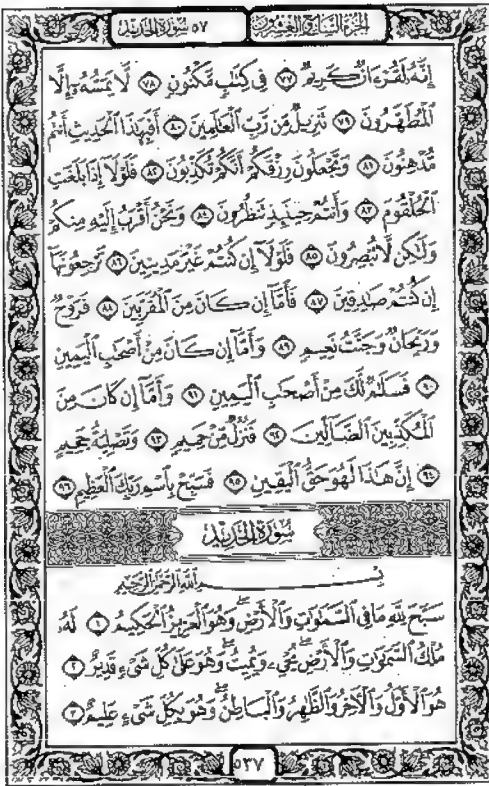 الجزء السابع والعشرون ٥٧ سورة الحديد
إِنَّهُۥ لَقُرْءَانٌ كَرِيمٌ ٧٧ فِى كِتَٰبٍ مَّكْنُونٍ ٧٨ لَّا يَمَسُّهُۥٓ إِلَّا
ٱلْمُطَهَّرُونَ ٧٩ تَنزِيلٌ مِّن رَّبِّ ٱلْعَٰلَمِينَ ٨٠ أَفَبِهَٰذَا ٱلْحَدِيثِ أَنتُم
مُّدْهِنُونَ ٨١ وَتَجْعَلُونَ رِزْقَكُمْ أَنَّكُمْ تُكَذِّبُونَ ٨٢ فَلَوْلَآ إِذَا بَلَغَتِ
ٱلْحُلْقُومَ ٨٣ وَأَنتُمْ حِينَئِذٍ تَنظُرُونَ ٨٤ وَنَحْنُ أَقْرَبُ إِلَيْهِ مِنكُمْ
وَلَٰكِن لَّا تُبْصِرُونَ ٨٥ فَلَوْلَآ إِن كُنتُمْ غَيْرَ مَدِينِينَ ٨٦ تَرْجِعُونَهَآ
إِن كُنتُمْ صَٰدِقِينَ ٨٧ فَأَمَّآ إِن كَانَ مِنَ ٱلْمُقَرَّبِينَ ٨٨ فَرَوْحٌ
وَرَيْحَانٌ وَجَنَّتُ نَعِيمٍ ٨٩ وَأَمَّآ إِن كَانَ مِنْ أَصْحَٰبِ ٱلْيَمِينِ
٩٠ فَسَلَٰمٌ لَّكَ مِنْ أَصْحَٰبِ ٱلْيَمِينِ ٩١ وَأَمَّآ إِن كَانَ مِنَ
ٱلْمُكَذِّبِينَ ٱلضَّآلِّينَ ٩٢ فَنُزُلٌ مِّنْ حَمِيمٍ ٩٣ وَتَصْلِيَةُ جَحِيمٍ
٩٤ إِنَّ هَٰذَا لَهُوَ حَقُّ ٱلْيَقِينِ ٩٥ فَسَبِّحْ بِٱسْمِ رَبِّكَ ٱلْعَظِيمِ ٩٦
سورة الحديد
بِسْمِ ٱللَّهِ ٱلرَّحْمَٰنِ ٱلرَّحِيمِ
سَبَّحَ لِلَّهِ مَا فِى ٱلسَّمَٰوَٰتِ وَٱلْأَرْضِ ۖ وَهُوَ ٱلْعَزِيزُ ٱلْحَكِيمُ ١ لَهُۥ
مُلْكُ ٱلسَّمَٰوَٰتِ وَٱلْأَرْضِ ۖ يُحْىِۦ وَيُمِيتُ ۖ وَهُوَ عَلَىٰ كُلِّ شَىْءٍ قَدِيرٌ ٢
هُوَ ٱلْأَوَّلُ وَٱلْءَاخِرُ وَٱلظَّٰهِرُ وَٱلْبَاطِنُ ۖ وَهُوَ بِكُلِّ شَىْءٍ عَلِيمٌ ٣
٥٣٧